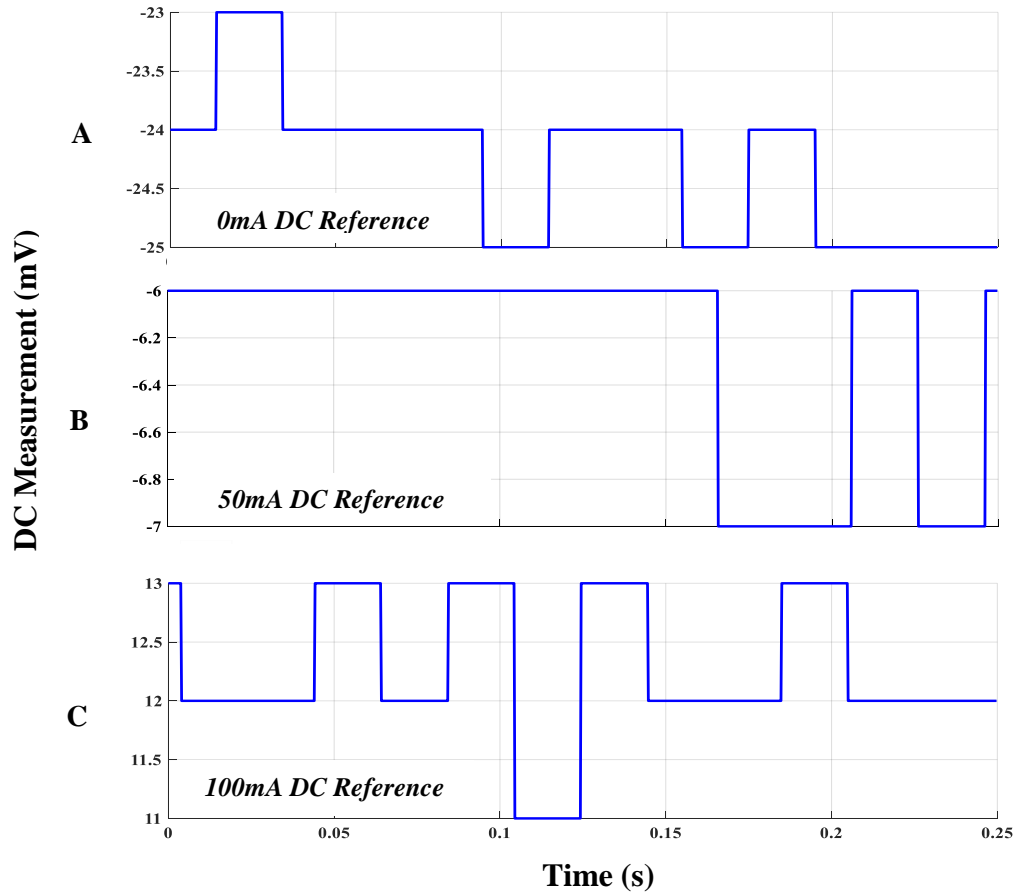 DC Measurement (mV)
A
-23
-23.5
-24
-24.5
-25
0mA DC Reference
B
-6
-6.2
-6.4
-6.6
-6.8
-7
50mA DC Reference
C
13
12.5
12
11.5
11
100mA DC Reference
0 0.05 0.1 0.15 0.2 0.25
Time (s)